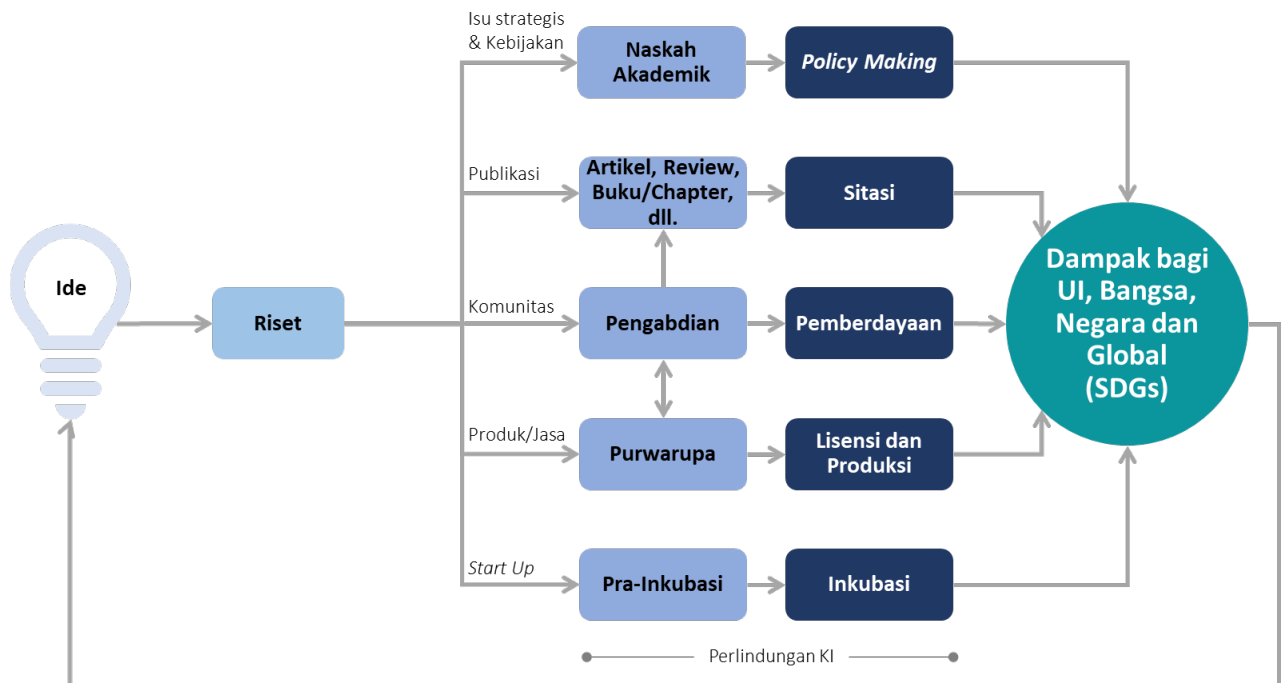 Isu strategis
& Kebijakan
Naskah
Akademik
Policy Making
Publikasi
Artikel, Review,
Buku/Chapter,
dll.
Sitasi
Ide
Riset
Komunitas
Pengabdian
Pemberdayaan
Dampak bagi
UI, Bangsa,
Negara dan
Global
(SDGs)
Produk/Jasa
Purwarupa
Lisensi dan
Produksi
Start Up
Pra-Inkubasi
Inkubasi
Perlindungan KI